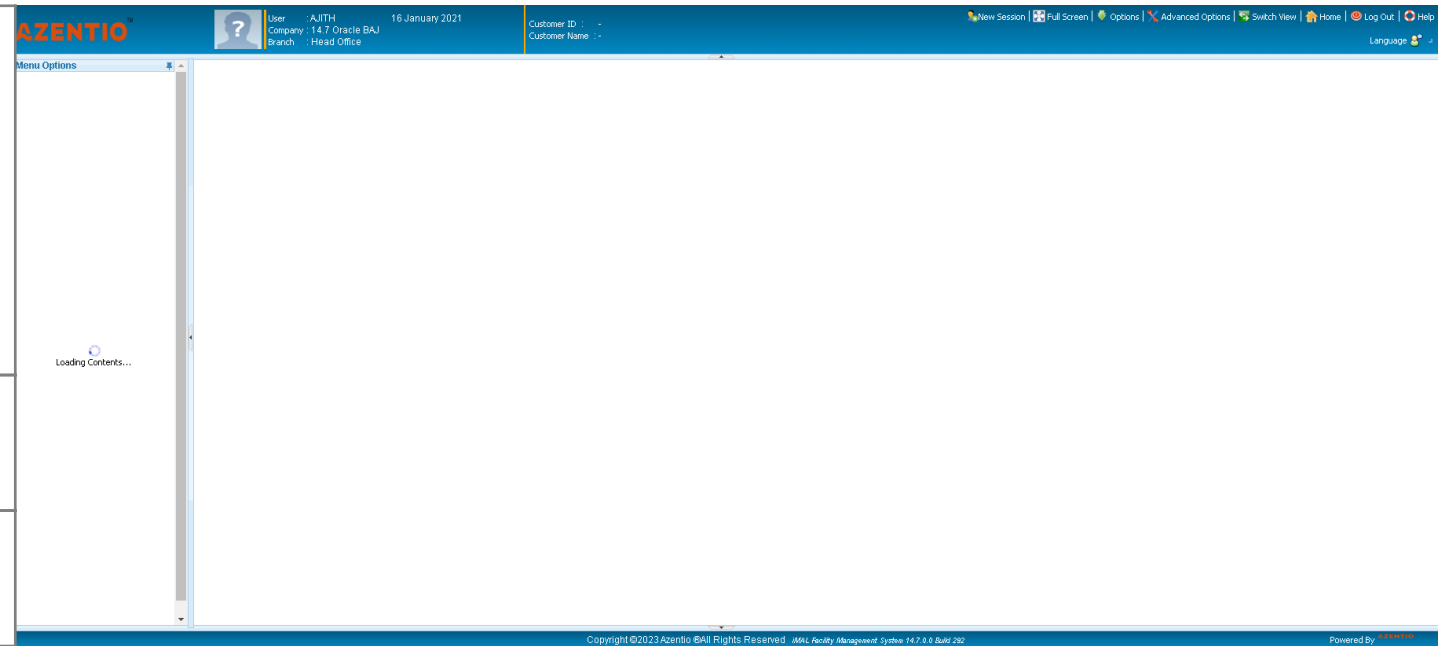 AZENTIO™
User : AJITH 16 January 2021
Company : 14.7 Oracle BAJ
Branch : Head Office
Customer ID : -
Customer Name : -
New Session | Full Screen | Options | Advanced Options | Switch View | Home | Log Out | Help
Language
Menu Options
?
Loading Contents...
Copyright ©2023 Azentio ®All Rights Reserved iMAL Facility Management System 14.7.0.0 Build 292
Powered By AZENTIO